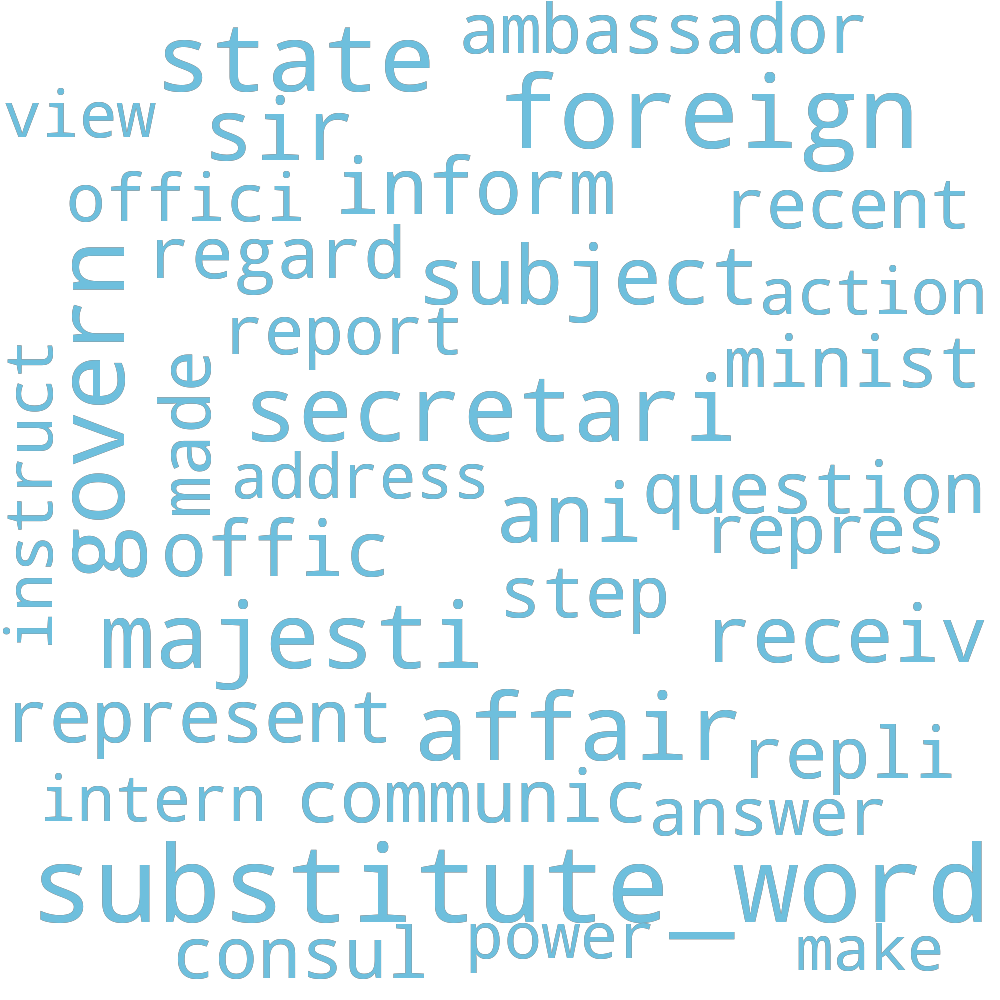 ambassador
state
foreign
view
sir
inform
offici
recent
regard
subject
govern
action
report
minist
instruct
made
secretari
address
question
ani
repres
offic
step
majesti
receiv
represent
affair
repli
intern
communic
answer
substitute_word
power
consul
make